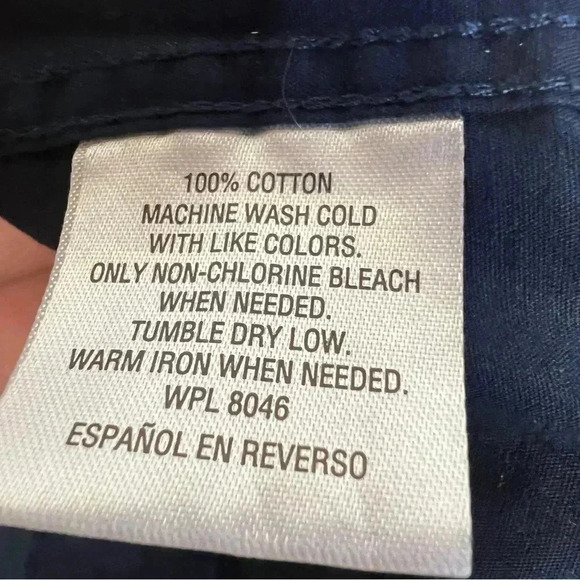 100% COTTON
MACHINE WASH COLD
WITH LIKE COLORS.
ONLY NON-CHLORINE BLEACH
WHEN NEEDED.
TUMBLE DRY LOW.
WARM IRON WHEN NEEDED.
WPL 8046
ESPAÑOL EN REVERSO